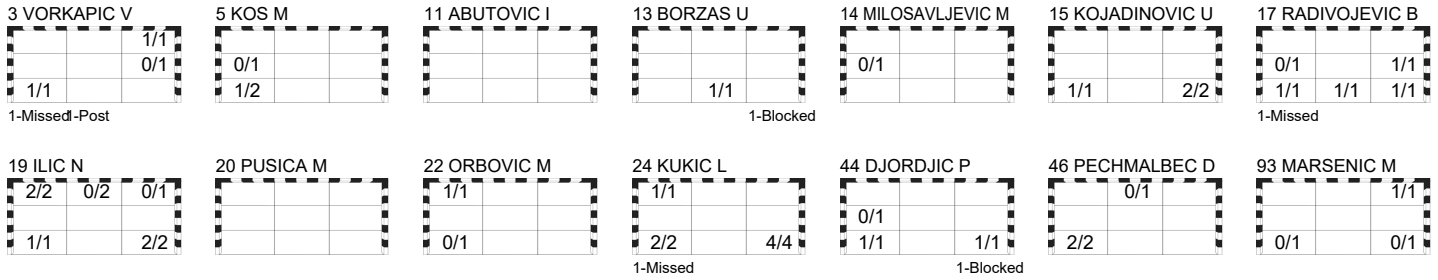 3 VORKAPIC V 5 KOS M 11 ABUTOVIC I 13 BORZAS U 14 MILOSAVLJEVIC M 15 KOJADINOVIC U 17 RADIVOJEVIC B
1/1
0/1 0/1 0/1 0/1 1/1
1/1 1/2 1/1 1/1 2/2 1/1 1/1 1/1
1-Missed 1-Post 1-Blocked 1-Missed
19 ILIC N 20 PUSICA M 22 ORBOVIC M 24 KUKIC L 44 DJORDJIC P 46 PECHMALBEC D 93 MARSENIC M
2/2 0/2 0/1 1/1 1/1 0/1 1/1
0/1
1/1 2/2 0/1 2/2 4/4 1/1 1/1 2/2 0/1 0/1
1-Missed 1-Blocked